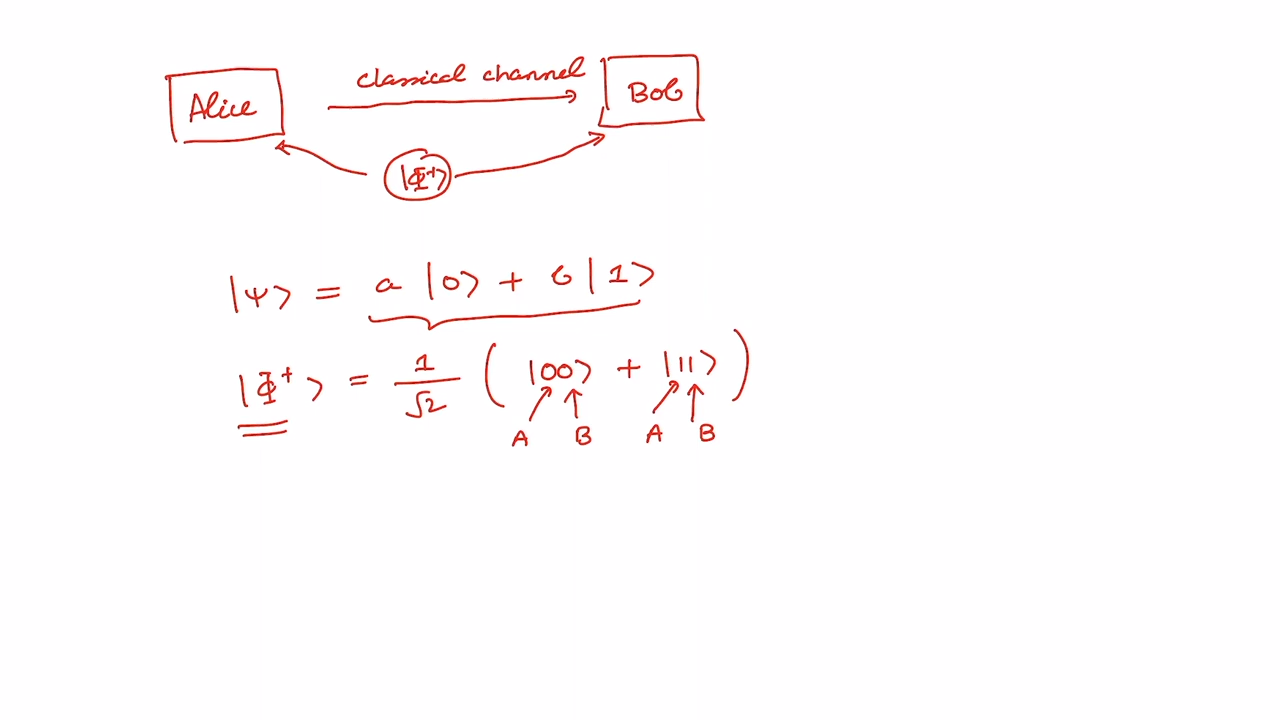 classical channel
Alice
Bob
|Φ⁺⟩
|ψ⟩ = a |0⟩ + b |1⟩
|Φ⁺⟩ = 1/√2 ( |00⟩ + |11⟩ )
A B A B